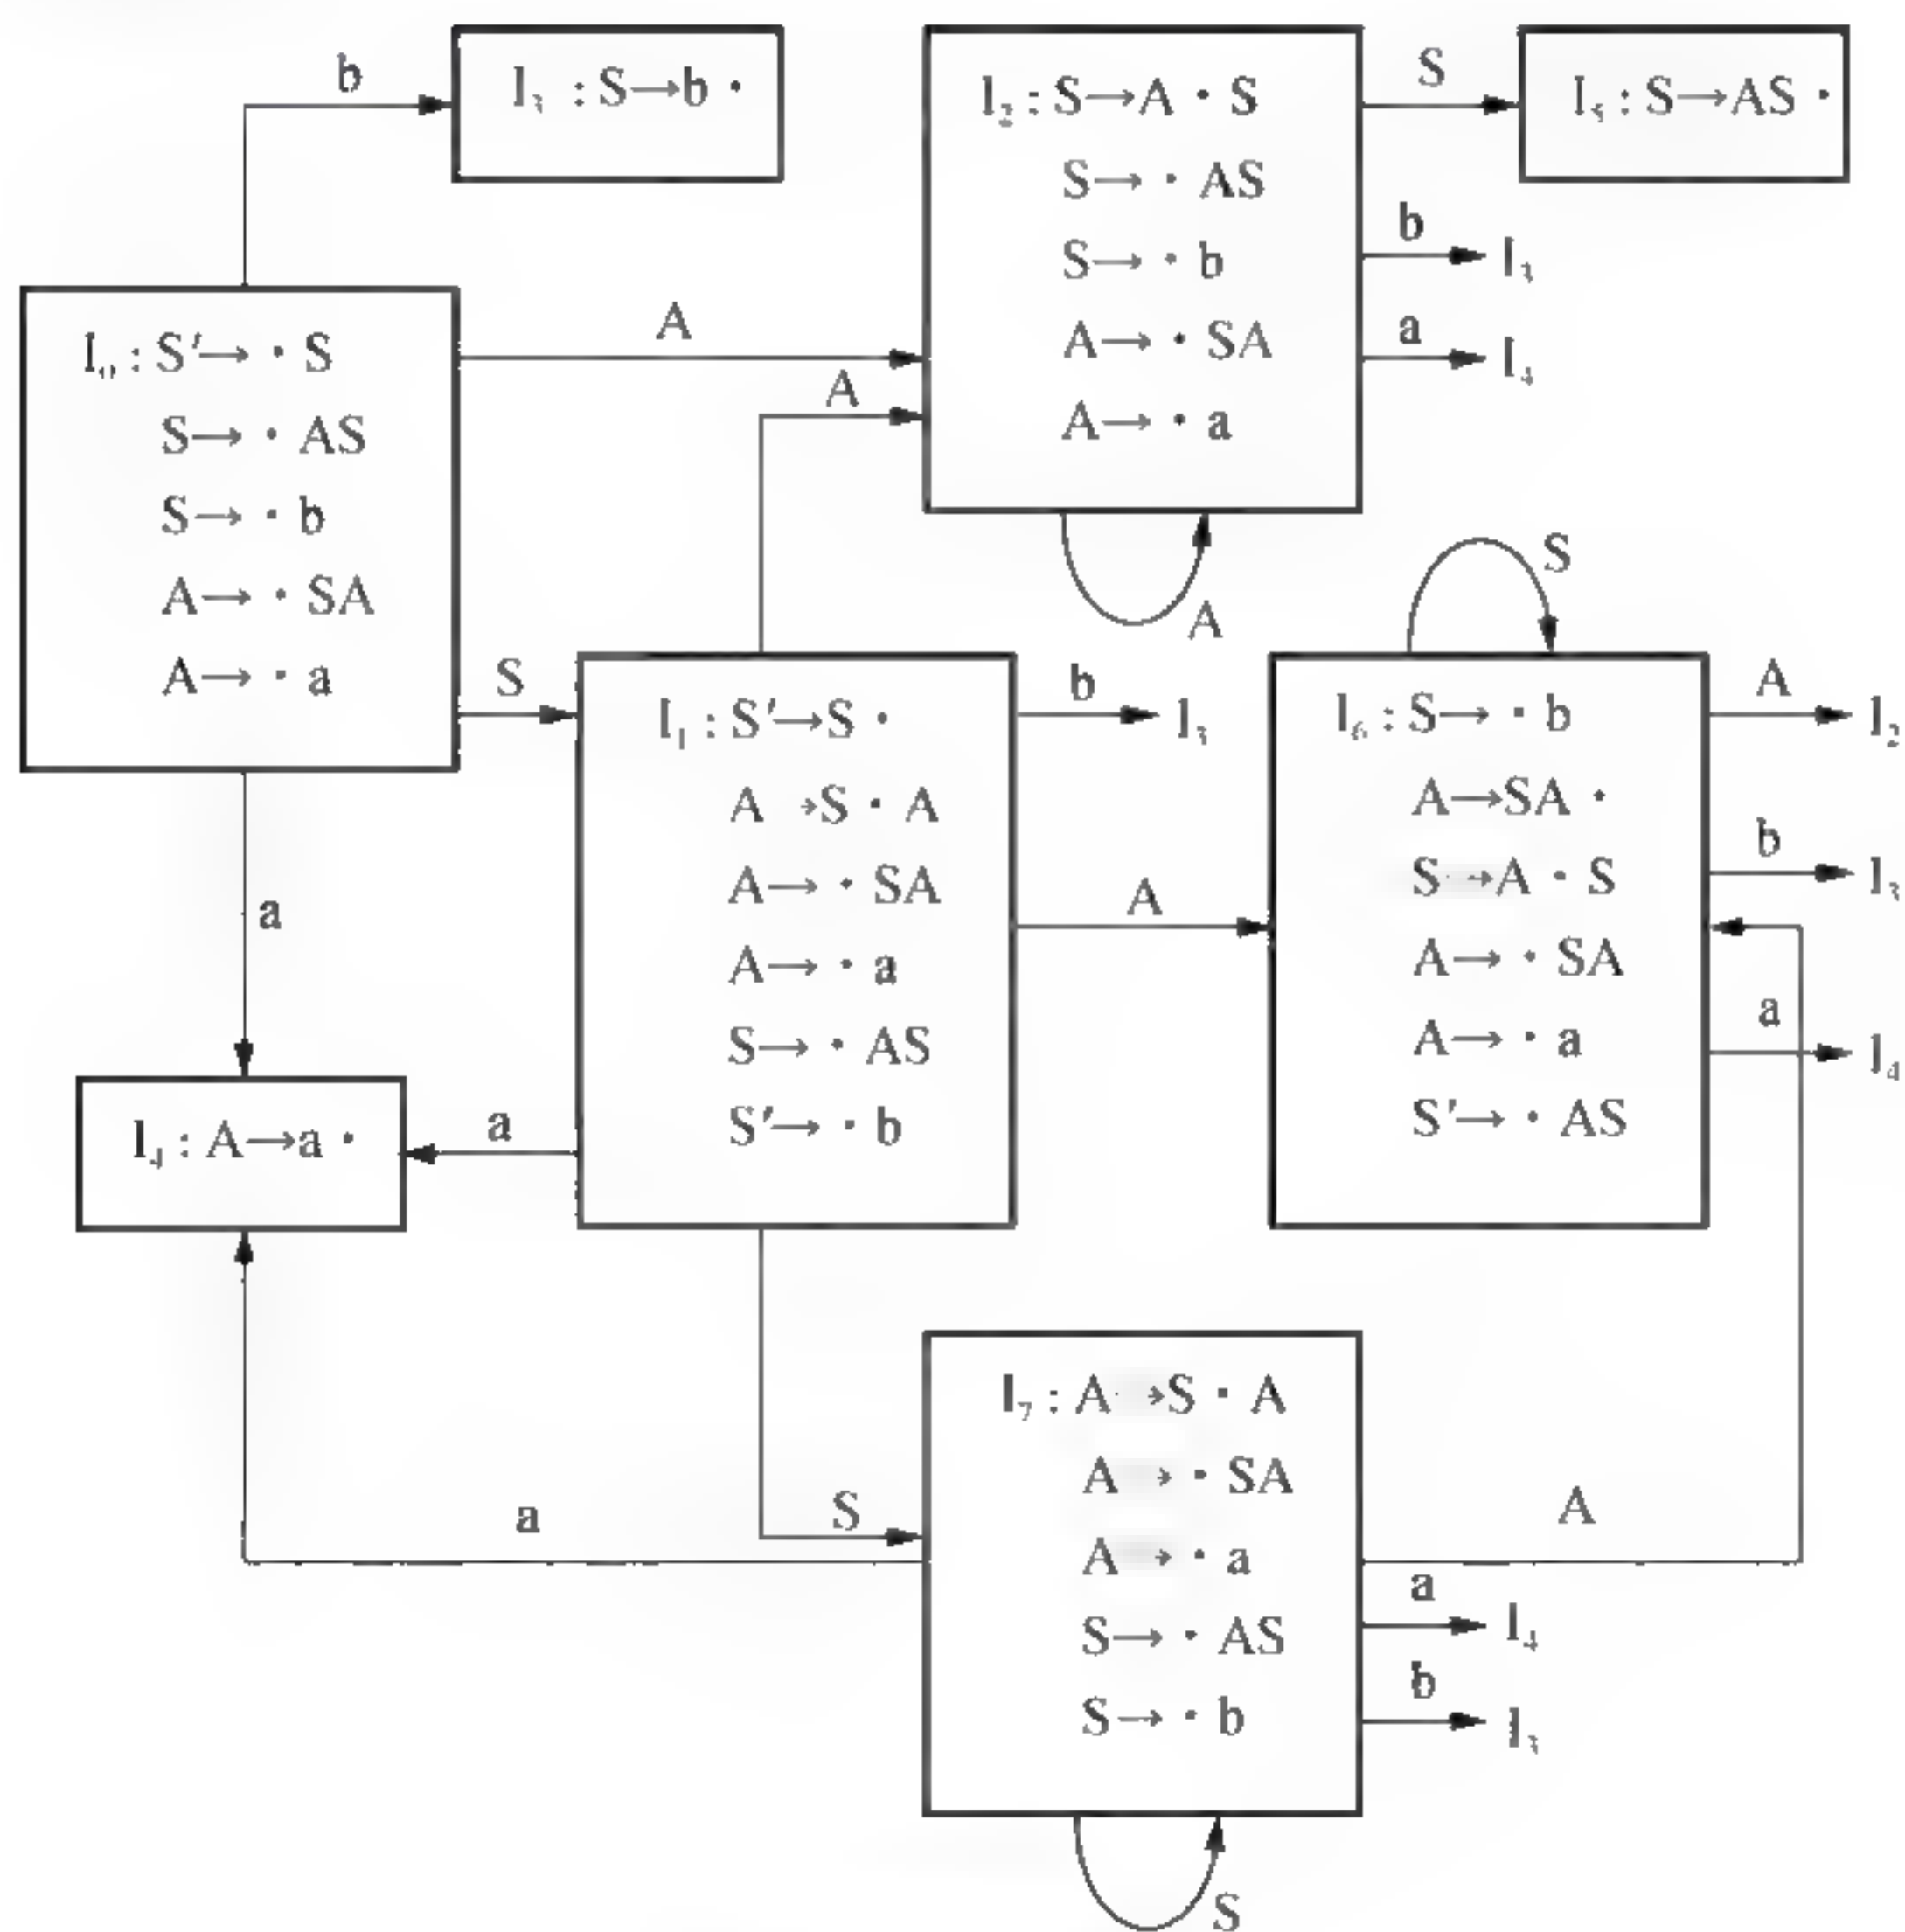 b
I₃ : S→b ·
I₂ : S→A · S
S→ · AS
S→ · b
A→ · SA
A→ · a
S
I₅ : S→AS ·
b
I₃
a
I₄
A
I₀ : S′→ · S
S→ · AS
S→ · b
A→ · SA
A→ · a
A
A
S
a
I₁ : S′→S ·
A→S · A
A→ · SA
A→ · a
S→ · AS
S′→ · b
b
I₃
A
S
I₆ : S→ · b
A→SA ·
S→A · S
A→ · SA
A→ · a
S′→ · AS
A
I₂
b
I₃
a
I₄
I₄ : A→a ·
a
a
S
I₇ : A→S · A
A→ · SA
A→ · a
S→ · AS
S→ · b
A
a
I₄
b
I₃
S